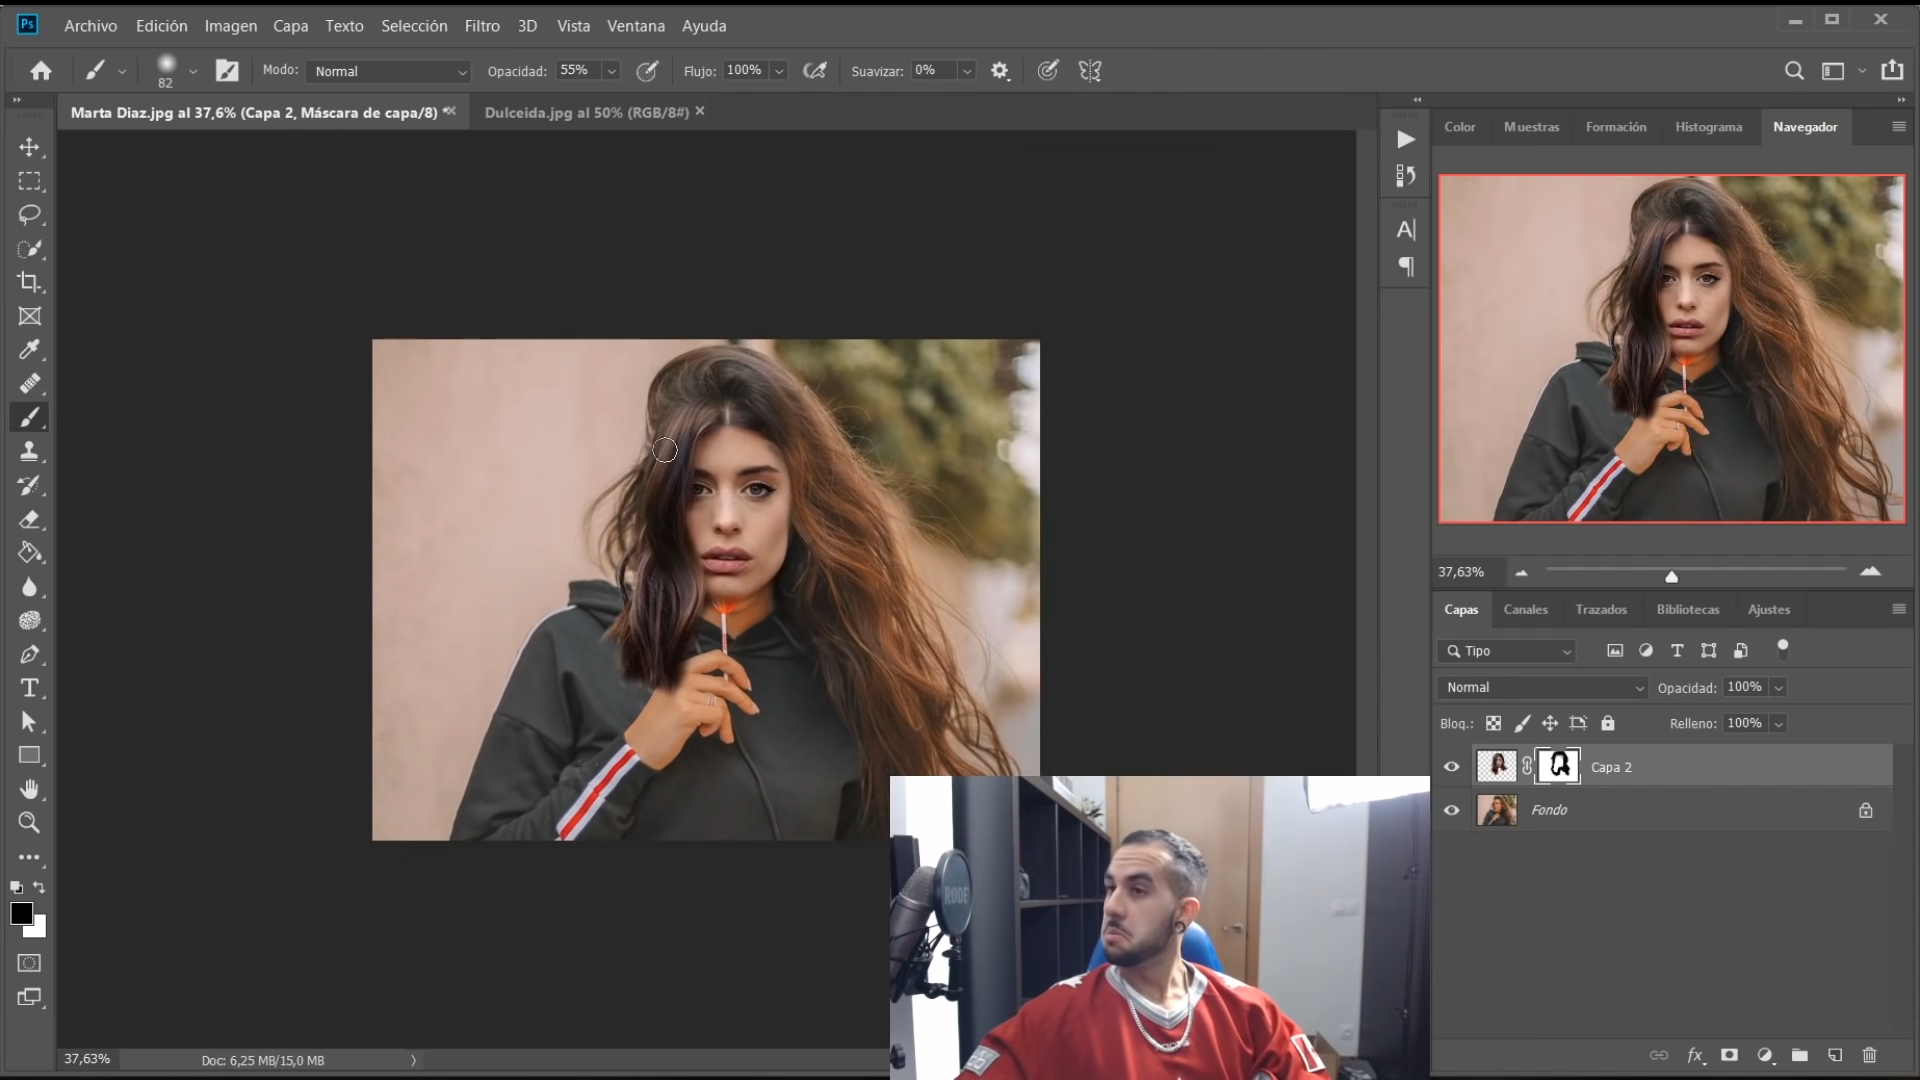 Ps Archivo Edición Imagen Capa Texto Selección Filtro 3D Vista Ventana Ayuda
82 Modo: Normal Opacidad: 55% Flujo: 100% Suavizar: 0%
Marta Diaz.jpg al 37,6% (Capa 2, Máscara de capa/8) * Dulceida.jpg al 50% (RGB/8#)
Color Muestras Formación Histograma Navegador
37,63%
Capas Canales Trazados Bibliotecas Ajustes
Tipo
Normal Opacidad: 100%
Bloq.: Relleno: 100%
Capa 2
Fondo
RODE
37,63% Doc: 6,25 MB/15,0 MB